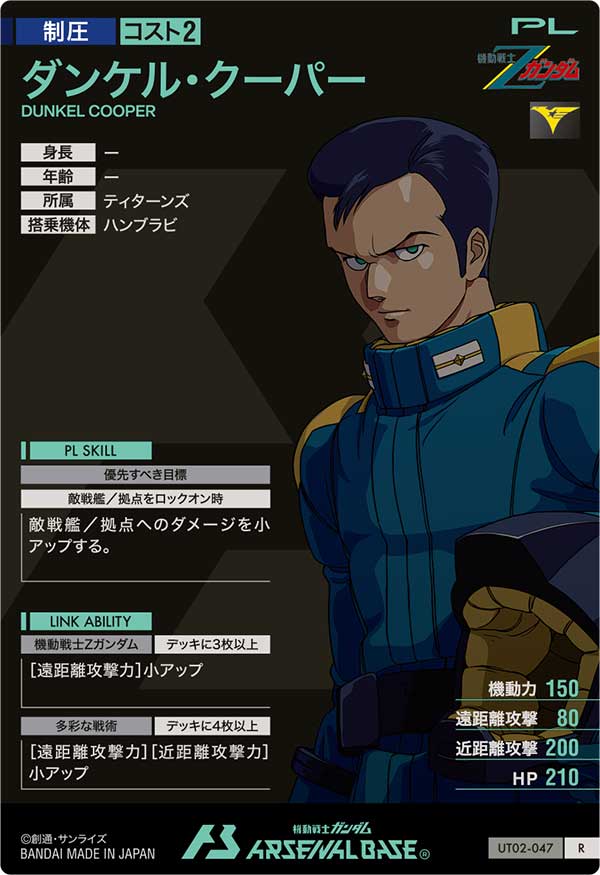 制圧 コスト2 PL
ダンケル・クーパー
DUNKEL COOPER
機動戦士Ζガンダム
身長 ー
年齢 ー
所属 ティターンズ
搭乗機体 ハンブラビ
PL SKILL
優先すべき目標
敵戦艦／拠点をロックオン時
敵戦艦／拠点へのダメージを小
アップする。
LINK ABILITY
機動戦士Zガンダム デッキに3枚以上
[遠距離攻撃力]小アップ
多彩な戦術 デッキに4枚以上
[遠距離攻撃力][近距離攻撃力]
小アップ
機動力 150
遠距離攻撃 80
近距離攻撃 200
HP 210
©創通・サンライズ
BANDAI MADE IN JAPAN
機動戦士ガンダム
ARSENAL BASE®
UT02-047 R